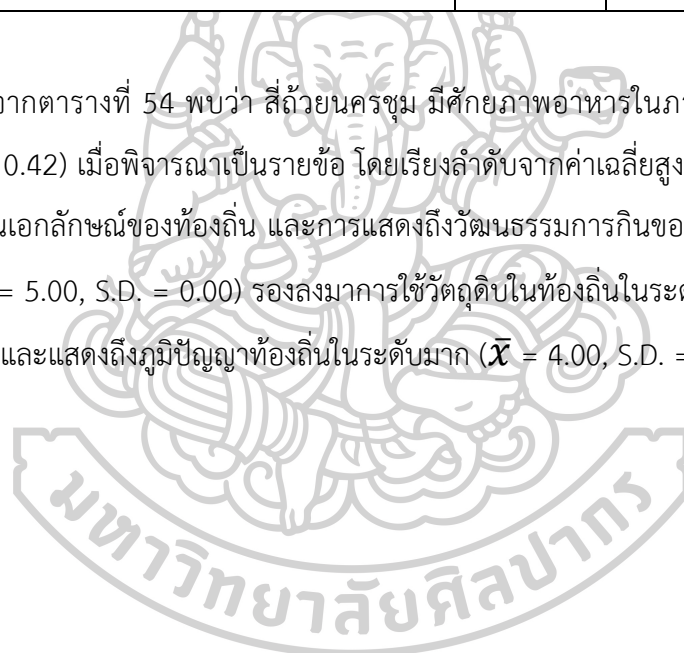 จากตารางที่ 54 พบว่า สี่ถ้วยนครชุม มีศักยภาพอาหารในภา
0.42) เมื่อพิจารณาเป็นรายข้อ โดยเรียงลำดับจากค่าเฉลี่ยสูง
นเอกลักษณ์ของท้องถิ่น และการแสดงถึงวัฒนธรรมการกินขอ
= 5.00, S.D. = 0.00) รองลงมาการใช้วัตถุดิบในท้องถิ่นในระด
และแสดงถึงภูมิปัญญาท้องถิ่นในระดับมาก (x̄ = 4.00, S.D. =
มหาวิทยาลัยศิลปากร